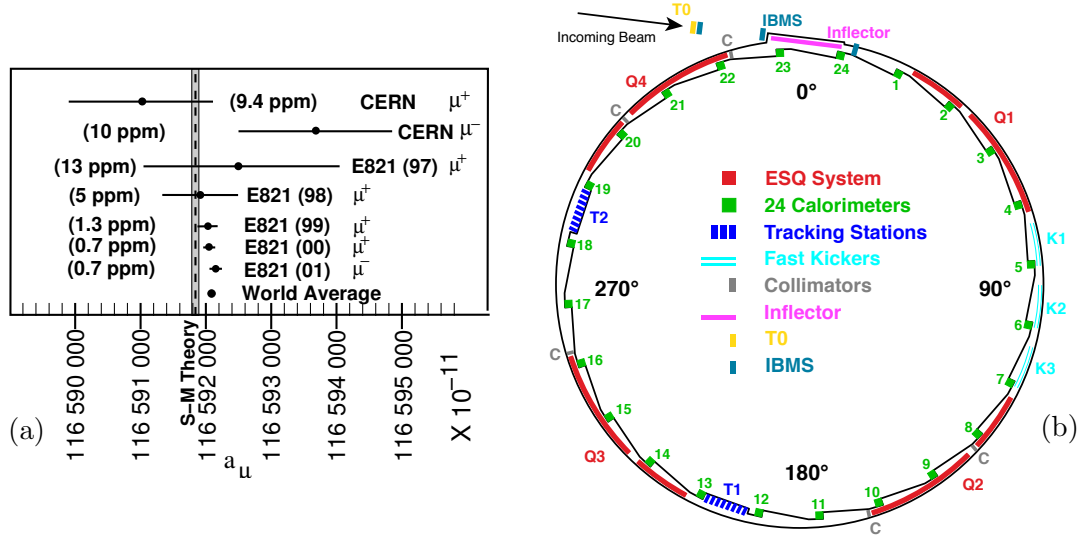 (9.4 ppm) CERN μ+
(10 ppm) CERN μ−
(13 ppm) E821 (97) μ+
(5 ppm) E821 (98) μ+
(1.3 ppm) E821 (99) μ+
(0.7 ppm) E821 (00) μ+
(0.7 ppm) E821 (01) μ−
World Average
S−M Theory
116 590 000
116 591 000
116 592 000
116 593 000
116 594 000
116 595 000
X 10−11
aμ
(a)
T0
Incoming Beam
IBMS
Inflector
C
Q4
22
23
24
0°
1
2
Q1
3
4
21
C
20
19
T2
18
270°
17
C
16
15
Q3
14
13
T1
12
180°
11
10
C
9
Q2
C
8
7
K3
6
K2
90°
5
K1
ESQ System
24 Calorimeters
Tracking Stations
Fast Kickers
Collimators
Inflector
T0
IBMS
(b)